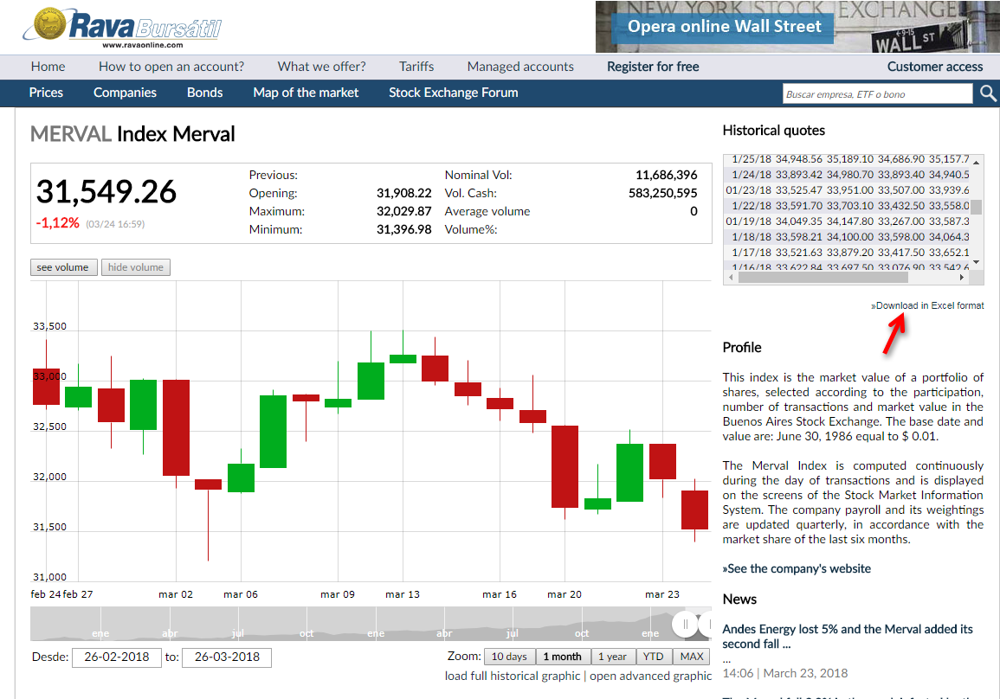 Rava Bursátil
www.ravaonline.com
NEW YORK STOCK EXCHANGE
Opera online Wall Street
←9-15
WALL ST
Home How to open an account? What we offer? Tariffs Managed accounts Register for free Customer access
Prices Companies Bonds Map of the market Stock Exchange Forum
Buscar empresa, ETF o bono
MERVAL Index Merval
31,549.26
-1,12% (03/24 16:59)
Previous:
Opening: 31,908.22
Maximum: 32,029.87
Minimum: 31,396.98
Nominal Vol: 11,686,396
Vol. Cash: 583,250,595
Average volume 0
Volume%:
see volume hide volume
33,500
33,000
32,500
32,000
31,500
31,000
feb 24 feb 27 mar 02 mar 06 mar 09 mar 13 mar 16 mar 20 mar 23
ene abr jul oct ene abr jul oct ene
Desde: 26-02-2018 to: 26-03-2018
Zoom: 10 days 1 month 1 year YTD MAX
load full historical graphic | open advanced graphic
Historical quotes
1/25/18 34,948.56 35,189.10 34,686.90 35,157.7
1/24/18 33,893.42 34,980.70 33,893.40 34,940.5
01/23/18 33,525.47 33,951.00 33,507.00 33,939.6
1/22/18 33,591.70 33,703.10 33,432.50 33,558.0
01/19/18 34,049.35 34,147.80 33,267.00 33,587.3
1/18/18 33,598.21 34,100.00 33,598.00 34,064.3
1/17/18 33,521.63 33,879.20 33,417.50 33,652.1
1/16/18 33,622.84 33,697.50 33,076.90 33,542.6
»Download in Excel format
Profile
This index is the market value of a portfolio of
shares, selected according to the participation,
number of transactions and market value in the
Buenos Aires Stock Exchange. The base date and
value are: June 30, 1986 equal to $ 0.01.
The Merval Index is computed continuously
during the day of transactions and is displayed
on the screens of the Stock Market Information
System. The company payroll and its weightings
are updated quarterly, in accordance with the
market share of the last six months.
»See the company's website
News
Andes Energy lost 5% and the Merval added its
second fall ...
...
14:06 | March 23, 2018